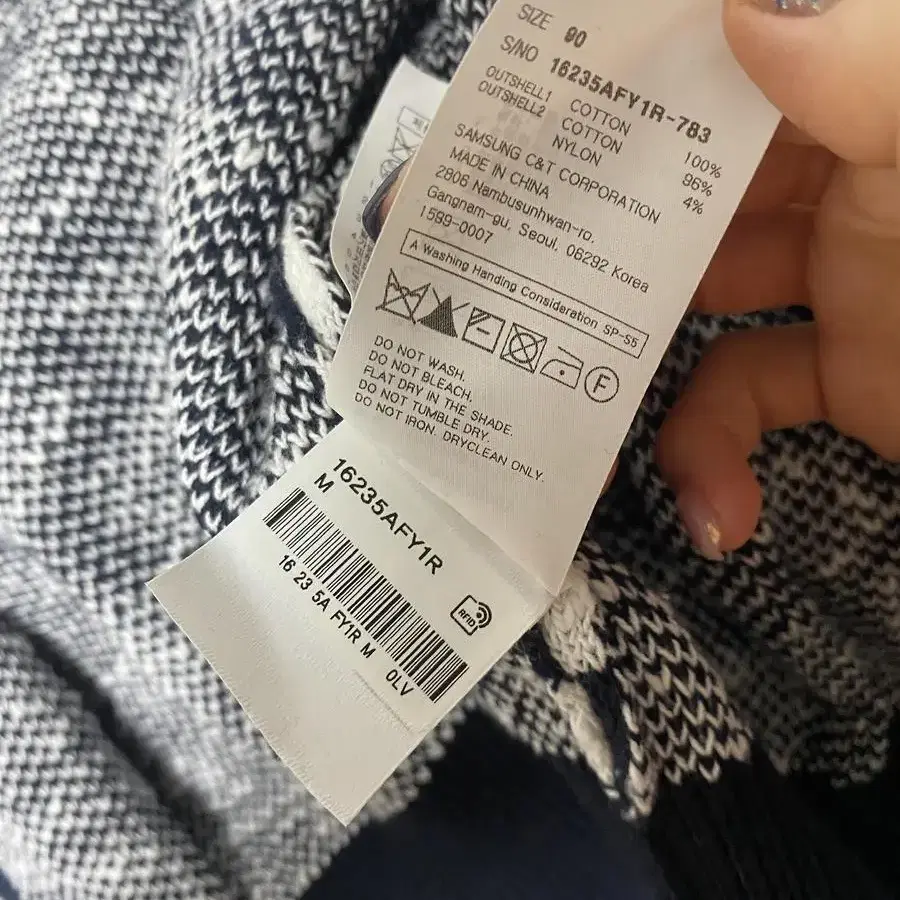 SIZE 90
S/NO 16235AFY1R-783
OUTSHELL1 COTTON 100%
OUTSHELL2 COTTON 96%
NYLON 4%
SAMSUNG C&T CORPORATION
MADE IN CHINA
2806 Nambusunhwan-ro.
Gangnam-gu, Seoul. 06292 Korea
1599-0007
A Washing Handing Consideration SP-S5
F
DO NOT WASH.
DO NOT BLEACH.
FLAT DRY IN THE SHADE.
DO NOT TUMBLE DRY.
DO NOT IRON. DRYCLEAN ONLY.
16235AFY1R
M
RFID
16 23 5A FY1R M 0LV